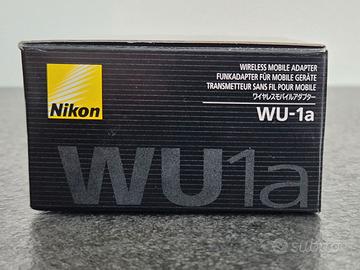 WIRELESS MOBILE ADAPTER
FUNKADAPTER FÜR MOBILE GERÄTE
TRANSMETTEUR SANS FIL POUR MOBILE
ワイヤレスモバイルアダプター
WU-1a
Nikon
WU1a
subito